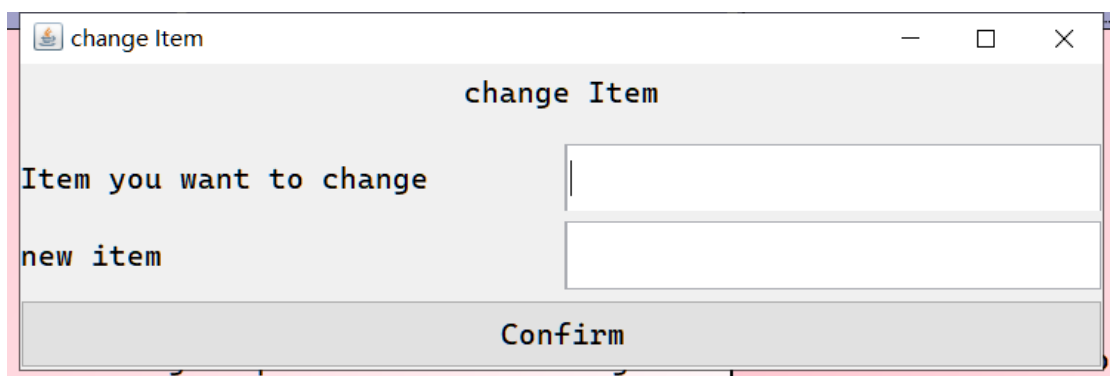 change Item
change Item
Item you want to change
new item
Confirm